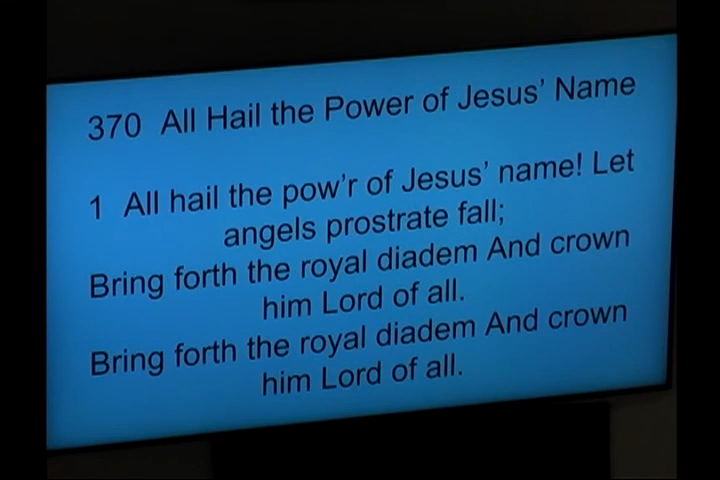 370 All Hail the Power of Jesus’ Name
1 All hail the pow’r of Jesus’ name! Let
angels prostrate fall;
Bring forth the royal diadem And crown
him Lord of all.
Bring forth the royal diadem And crown
him Lord of all.